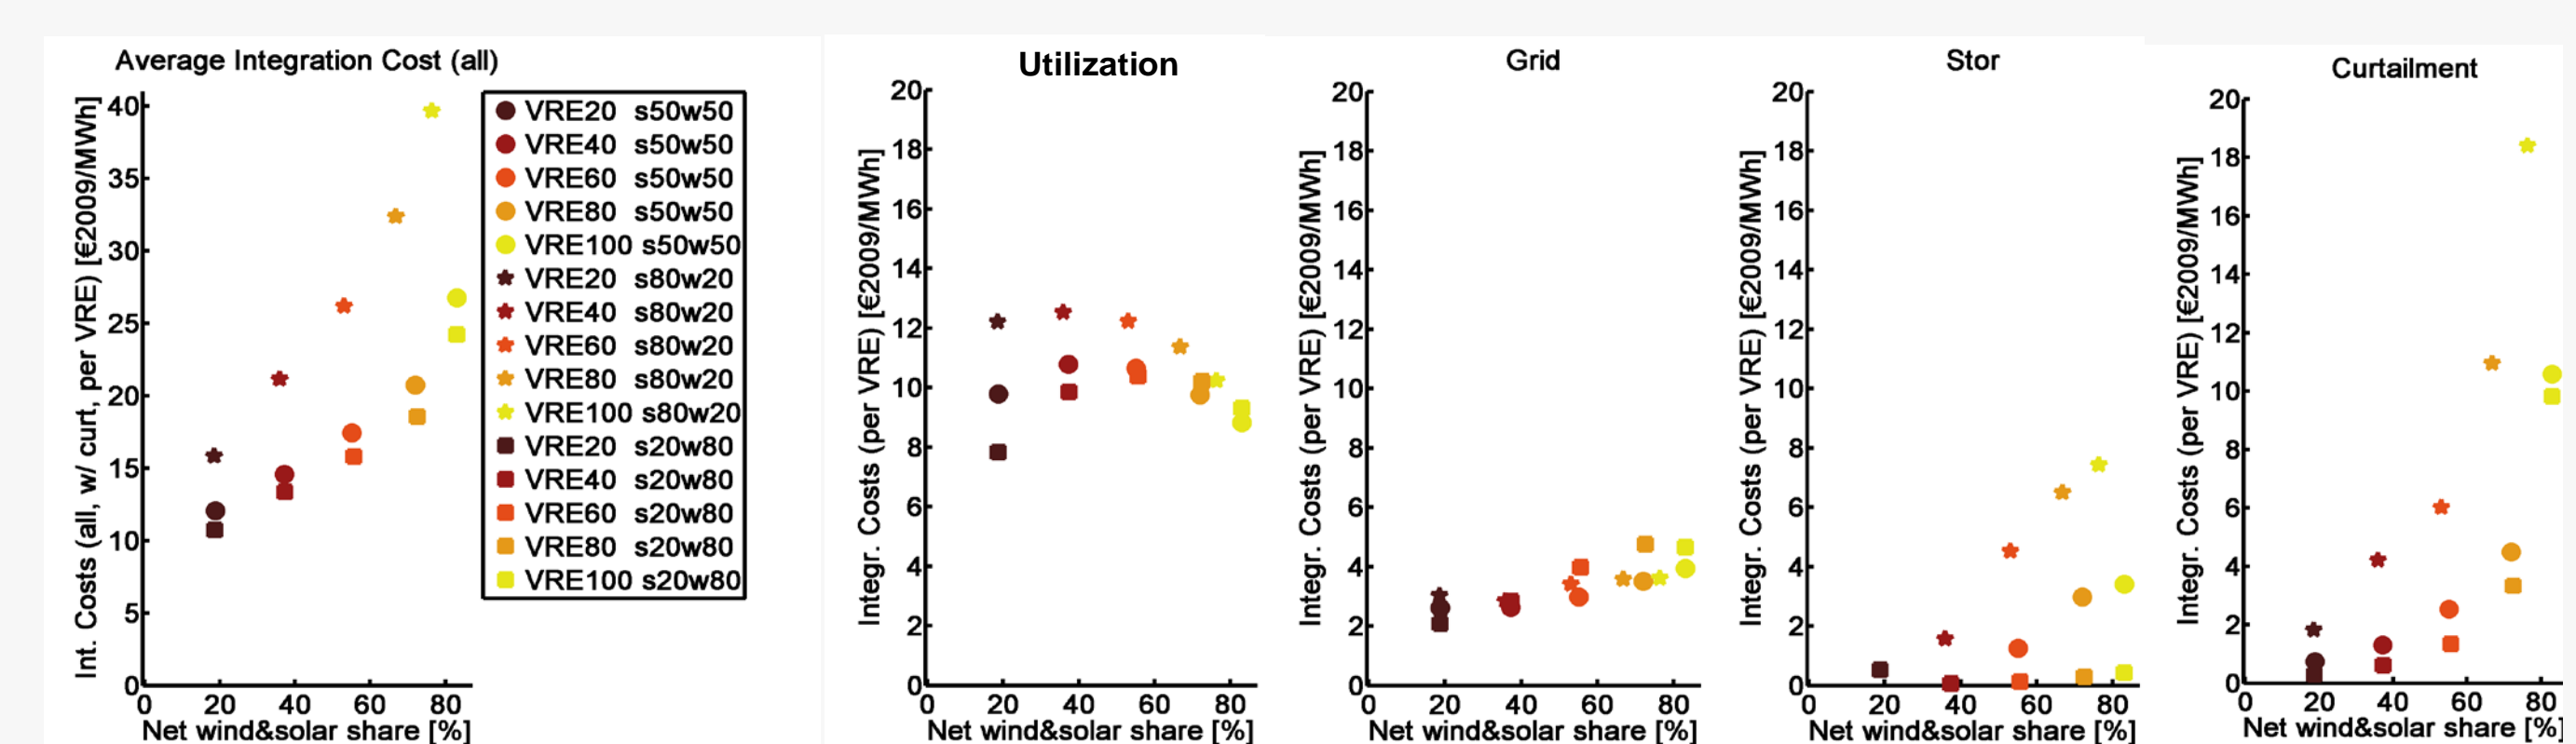 Average Integration Cost (all)
Int. Costs (all, w/ curt, per VRE) [€2009/MWh]
40
35
30
25
20
15
10
5
0
0 20 40 60 80
Net wind&solar share [%]
VRE20 s50w50
VRE40 s50w50
VRE60 s50w50
VRE80 s50w50
VRE100 s50w50
VRE20 s80w20
VRE40 s80w20
VRE60 s80w20
VRE80 s80w20
VRE100 s80w20
VRE20 s20w80
VRE40 s20w80
VRE60 s20w80
VRE80 s20w80
VRE100 s20w80
Utilization
Integr. Costs (per VRE) [€2009/MWh]
20
18
16
14
12
10
8
6
4
2
0
0 20 40 60 80
Net wind&solar share [%]
Grid
Integr. Costs (per VRE) [€2009/MWh]
20
18
16
14
12
10
8
6
4
2
0
0 20 40 60 80
Net wind&solar share [%]
Stor
Integr. Costs (per VRE) [€2009/MWh]
20
18
16
14
12
10
8
6
4
2
0
0 20 40 60 80
Net wind&solar share [%]
Curtailment
Integr. Costs (per VRE) [€2009/MWh]
20
18
16
14
12
10
8
6
4
2
0
0 20 40 60 80
Net wind&solar share [%]